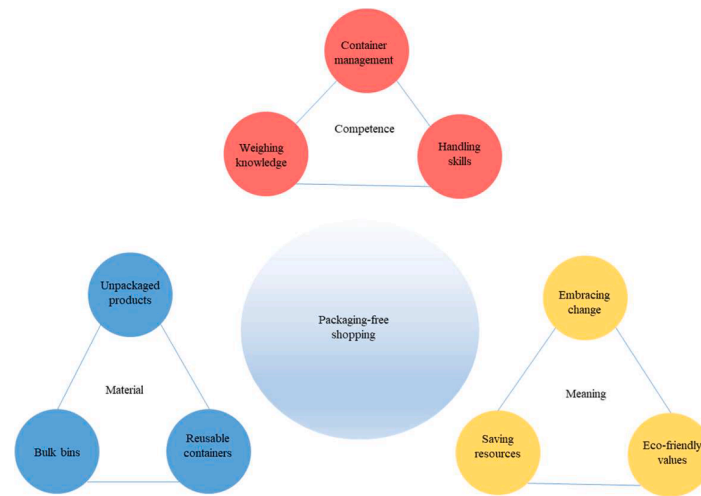 Container
management
Competence
Weighing
knowledge
Handling
skills
Unpackaged
products
Material
Bulk bins
Reusable
containers
Packaging-free
shopping
Embracing
change
Meaning
Saving
resources
Eco-friendly
values